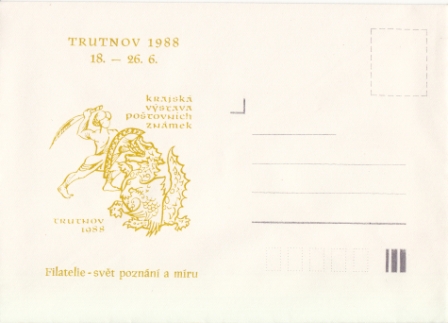 TRUTNOV 1988
18. — 26. 6.
krajská
výstava
poštovních
známek
trutnov
1988
Filatelie - svět poznání a míru